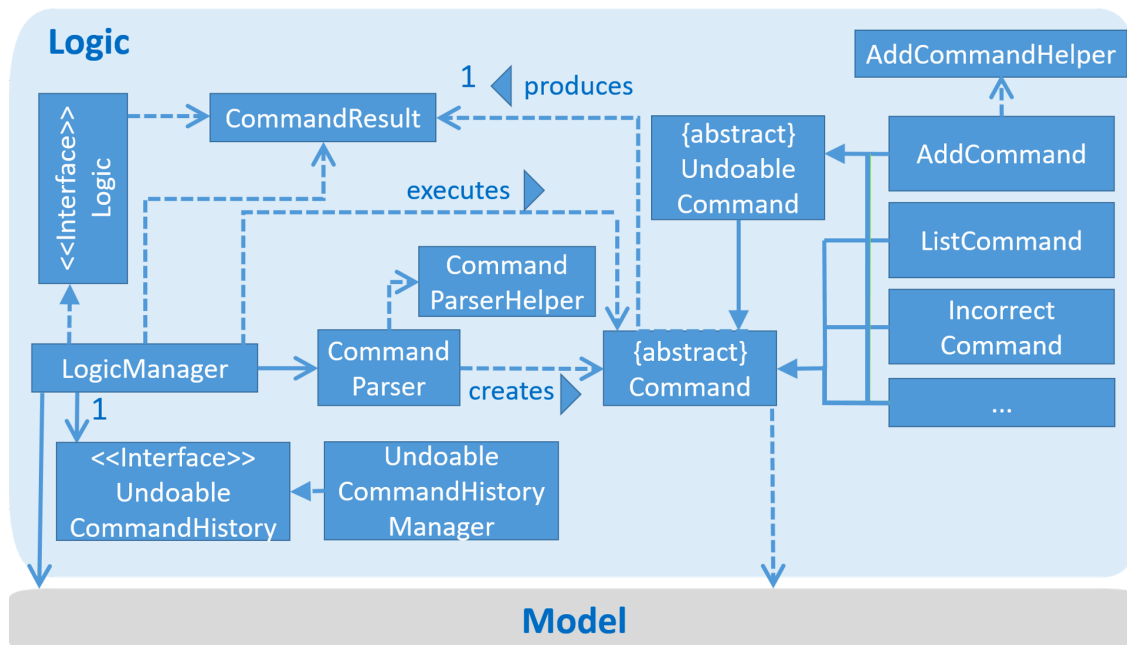 Logic
AddCommandHelper
1
produces
<<Interface>>
Logic
CommandResult
{abstract}
Undoable
Command
AddCommand
executes
ListCommand
Command
ParserHelper
Incorrect
Command
LogicManager
Command
Parser
creates
{abstract}
Command
...
1
<<Interface>>
Undoable
CommandHistory
Undoable
CommandHistory
Manager
Model